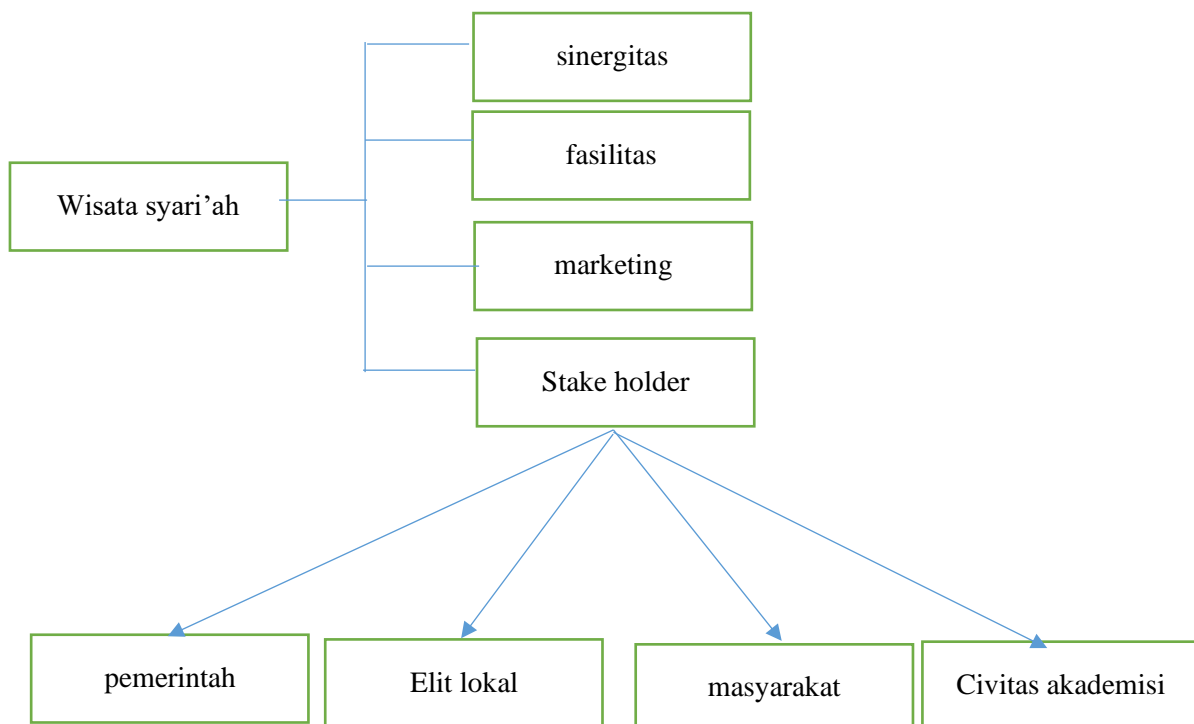 sinergitas
fasilitas
Wisata syari’ah
marketing
Stake holder
pemerintah
Elit lokal
masyarakat
Civitas akademisi